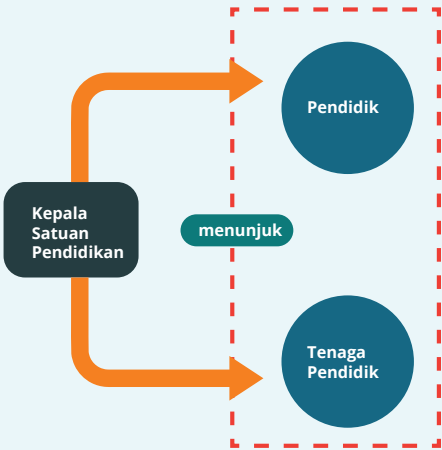 Pendidik
Kepala
Satuan
Pendidikan
menunjuk
Tenaga
Pendidik